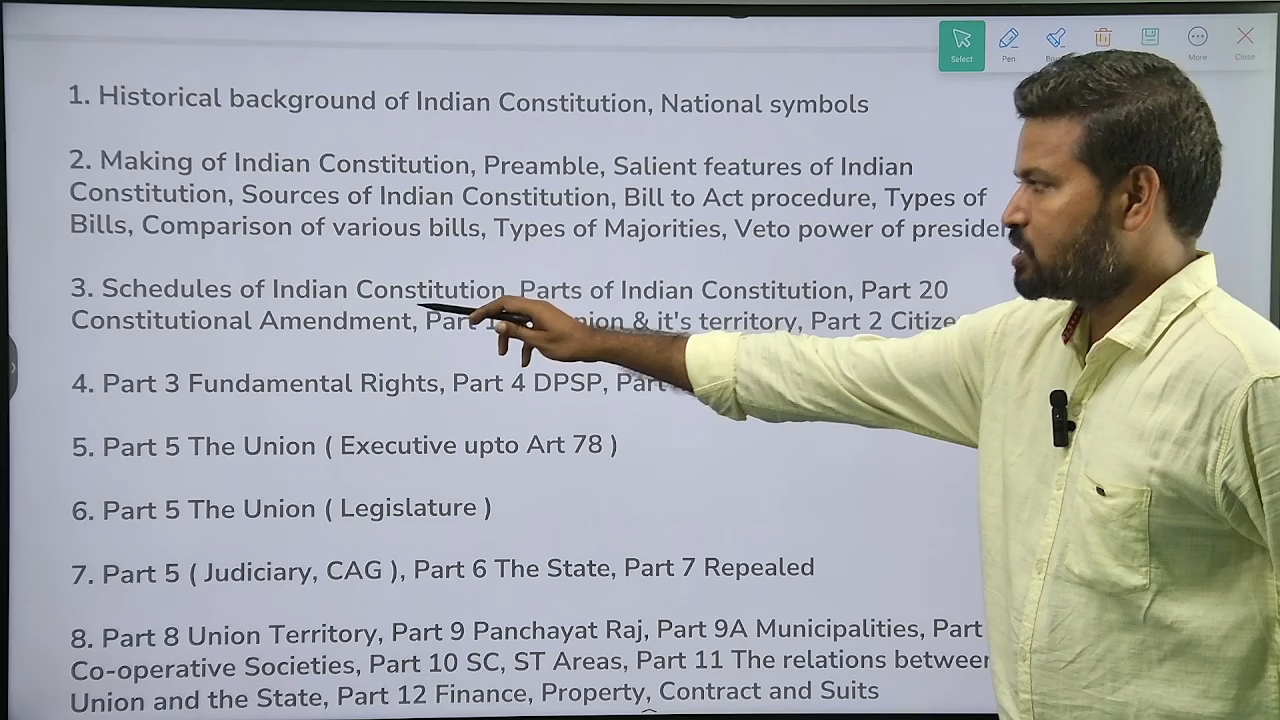 Select Pen More Close
1. Historical background of Indian Constitution, National symbols
2. Making of Indian Constitution, Preamble, Salient features of Indian
Constitution, Sources of Indian Constitution, Bill to Act procedure, Types of
Bills, Comparison of various bills, Types of Majorities, Veto power of
3. Schedules of Indian Constitution, Parts of Indian Constitution, Part 20
Constitutional Amendment, Part & it's territory, Part 2
4. Part 3 Fundamental Rights, Part 4 DPSP,
5. Part 5 The Union ( Executive upto Art 78 )
6. Part 5 The Union ( Legislature )
7. Part 5 ( Judiciary, CAG ), Part 6 The State, Part 7 Repealed
8. Part 8 Union Territory, Part 9 Panchayat Raj, Part 9A Municipalities, Part
Co-operative Societies, Part 10 SC, ST Areas, Part 11 The relations between
Union and the State, Part 12 Finance, Property, Contract and Suits